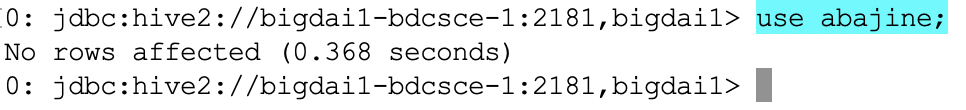 0: jdbc:hive2://bigdai1-bdcsce-1:2181,bigdai1> use abajine;
No rows affected (0.368 seconds)
0: jdbc:hive2://bigdai1-bdcsce-1:2181,bigdai1>